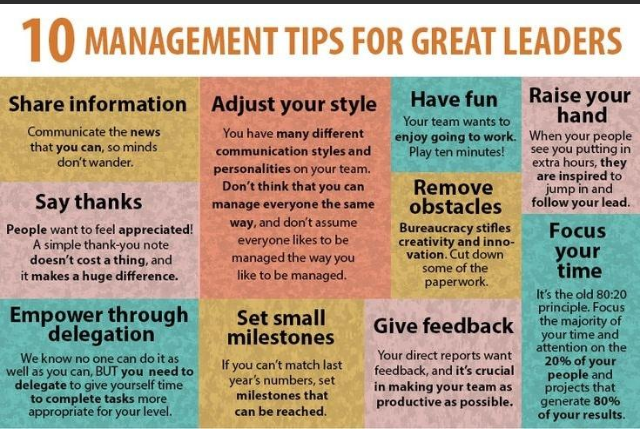 10 MANAGEMENT TIPS FOR GREAT LEADERS
Share information
Communicate the news
that you can, so minds
don't wander.
Say thanks
People want to feel appreciated!
A simple thank-you note
doesn't cost a thing, and
it makes a huge difference.
Empower through
delegation
We know no one can do it as
well as you can, BUT you need to
delegate to give yourself time
to complete tasks more
appropriate for your level.
Adjust your style
You have many different
communication styles and
personalities on your team.
Don't think that you can
manage everyone the same
way, and don't assume
everyone likes to be
managed the way you
like to be managed.
Set small
milestones
If you can't match last
year's numbers, set
milestones that
can be reached.
Have fun
Your team wants to
enjoy going to work.
Play ten minutes!
Remove
obstacles
Bureaucracy stifles
creativity and inno-
vation. Cut down
some of the
paperwork.
Give feedback
Your direct reports want
feedback, and it's crucial
in making your team as
productive as possible.
Raise your
hand
When your people
see you putting in
extra hours, they
are inspired to
jump in and
follow your lead.
Focus
your
time
It's the old 80:20
principle. Focus
the majority of
your time and
attention on the
20% of your
people and
projects that
generate 80%
of your results.